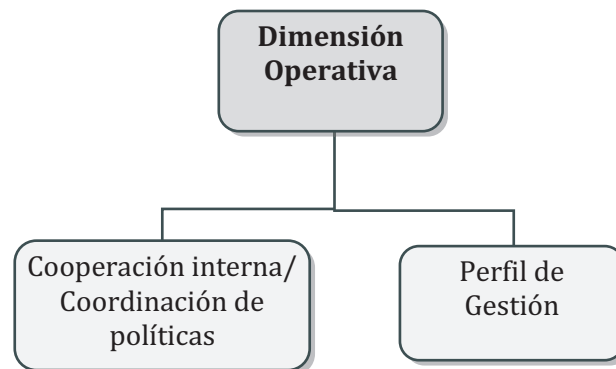 Dimensión
Operativa
Cooperación interna/
Coordinación de
políticas
Perfil de
Gestión